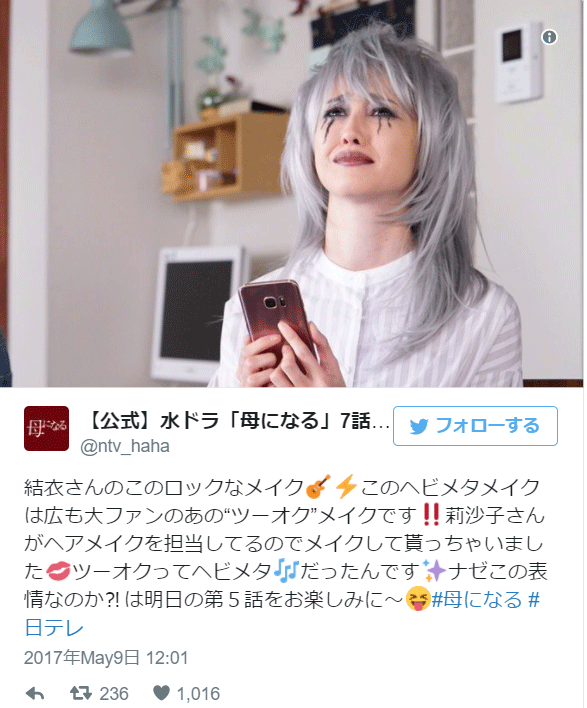 母になる
【公式】水ドラ「母になる」7話…
フォローする
@ntv_haha
結衣さんのこのロックなメイク🎸⚡このヘビメタメイク
は広も大ファンのあの“ツーオク”メイクです‼莉沙子さん
がヘアメイクを担当してるのでメイクして貰っちゃいまし
た💋ツーオクってヘビメタ🎶だったんです✨ナゼこの表
情なのか⁈は明日の第５話をお楽しみに～😝#母になる #
日テレ
2017年May9日 12:01
236 1,016